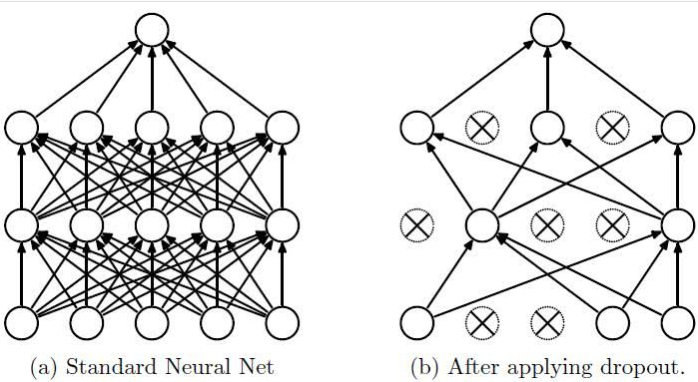 (a) Standard Neural Net
(b) After applying dropout.